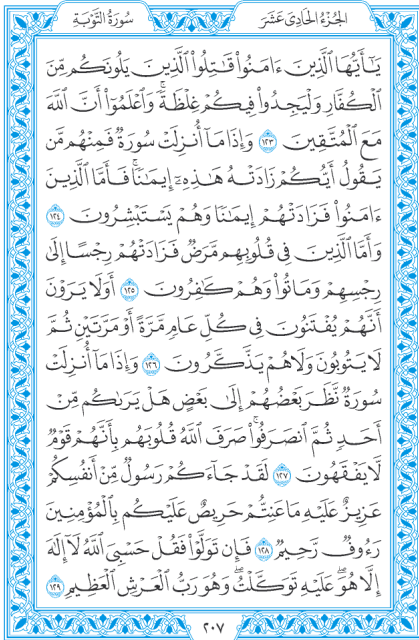 الجُزْءُ الحَادِي عَشَرَ
سُورَةُ التَّوْبَةِ
يَٰٓأَيُّهَا ٱلَّذِينَ ءَامَنُواْ قَٰتِلُواْ ٱلَّذِينَ يَلُونَكُم مِّنَ
ٱلْكُفَّارِ وَلْيَجِدُواْ فِيكُمْ غِلْظَةًۚ وَٱعْلَمُوٓاْ أَنَّ ٱللَّهَ
مَعَ ٱلْمُتَّقِينَ ١٢٣ وَإِذَا مَآ أُنزِلَتْ سُورَةٌ فَمِنْهُم مَّن
يَقُولُ أَيُّكُمْ زَادَتْهُ هَٰذِهِۦٓ إِيمَٰنًاۚ فَأَمَّا ٱلَّذِينَ
ءَامَنُواْ فَزَادَتْهُمْ إِيمَٰنًا وَهُمْ يَسْتَبْشِرُونَ ١٢٤
وَأَمَّا ٱلَّذِينَ فِي قُلُوبِهِم مَّرَضٌ فَزَادَتْهُمْ رِجْسًا إِلَىٰ
رِجْسِهِمْ وَمَاتُواْ وَهُمْ كَٰفِرُونَ ١٢٥ أَوَلَا يَرَوْنَ
أَنَّهُمْ يُفْتَنُونَ فِي كُلِّ عَامٍ مَّرَّةً أَوْ مَرَّتَيْنِ ثُمَّ
لَا يَتُوبُونَ وَلَا هُمْ يَذَّكَّرُونَ ١٢٦ وَإِذَا مَآ أُنزِلَتْ
سُورَةٌ نَّظَرَ بَعْضُهُمْ إِلَىٰ بَعْضٍ هَلْ يَرَىٰكُم مِّنْ
أَحَدٍ ثُمَّ ٱنصَرَفُواْۚ صَرَفَ ٱللَّهُ قُلُوبَهُم بِأَنَّهُمْ قَوْمٌ
لَّا يَفْقَهُونَ ١٢٧ لَقَدْ جَآءَكُمْ رَسُولٌ مِّنْ أَنفُسِكُمْ
عَزِيزٌ عَلَيْهِ مَا عَنِتُّمْ حَرِيصٌ عَلَيْكُم بِٱلْمُؤْمِنِينَ
رَءُوفٌ رَّحِيمٌ ١٢٨ فَإِن تَوَلَّوْاْ فَقُلْ حَسْبِيَ ٱللَّهُ لَآ إِلَٰهَ
إِلَّا هُوَۖ عَلَيْهِ تَوَكَّلْتُۖ وَهُوَ رَبُّ ٱلْعَرْشِ ٱلْعَظِيمِ ١٢٩
٢٠٧